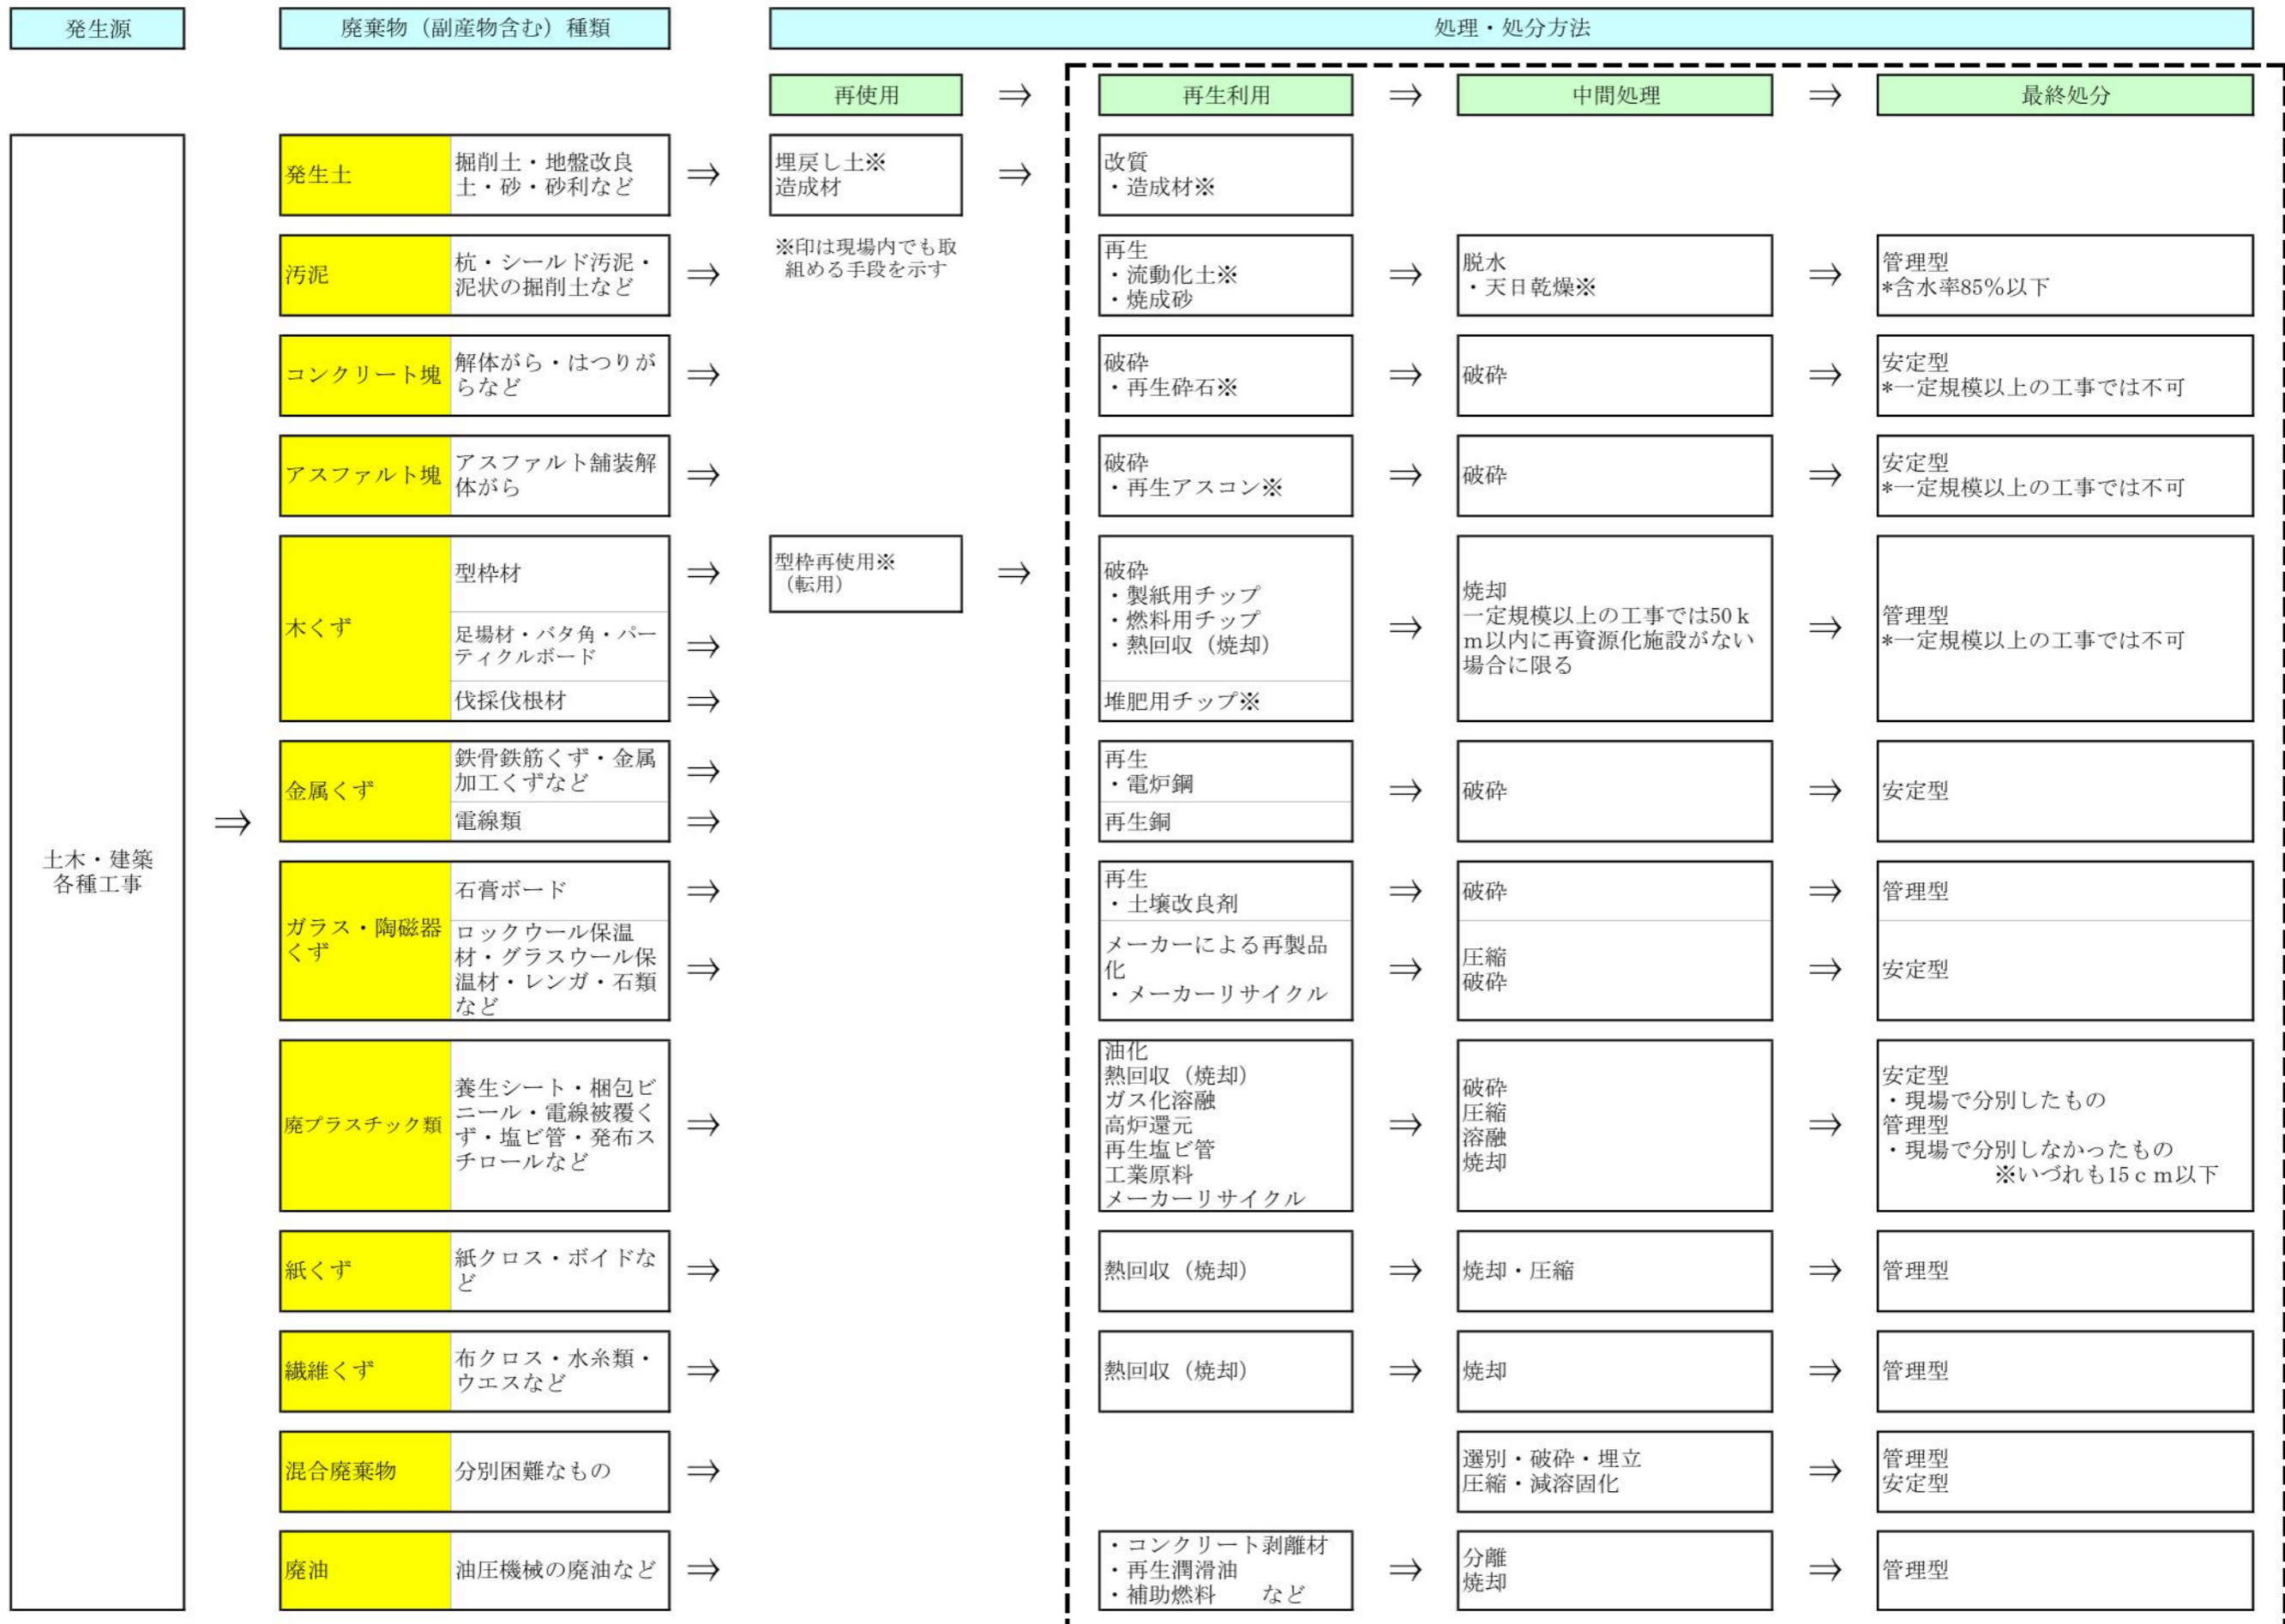 発生源
廃棄物（副産物含む）種類
処理・処分方法
再使用
⇒
再生利用
⇒
中間処理
⇒
最終処分
土木・建築
各種工事
⇒
発生土
掘削土・地盤改良
土・砂・砂利など
⇒
埋戻し土※
造成材
⇒
改質
・造成材※
※印は現場内でも取
組める手段を示す
汚泥
杭・シールド汚泥・
泥状の掘削土など
⇒
再生
・流動化土※
・焼成砂
⇒
脱水
・天日乾燥※
⇒
管理型
*含水率85%以下
コンクリート塊
解体がら・はつりが
らなど
⇒
破砕
・再生砕石※
⇒
破砕
⇒
安定型
*一定規模以上の工事では不可
アスファルト塊
アスファルト舗装解
体がら
⇒
破砕
・再生アスコン※
⇒
破砕
⇒
安定型
*一定規模以上の工事では不可
木くず
型枠材
⇒
型枠再使用※
（転用）
⇒
足場材・バタ角・パー
ティクルボード
⇒
伐採伐根材
⇒
破砕
・製紙用チップ
・燃料用チップ
・熱回収（焼却）
堆肥用チップ※
⇒
焼却
一定規模以上の工事では50ｋ
ｍ以内に再資源化施設がない
場合に限る
⇒
管理型
*一定規模以上の工事では不可
金属くず
鉄骨鉄筋くず・金属
加工くずなど
⇒
電線類
⇒
再生
・電炉鋼
再生銅
⇒
破砕
⇒
安定型
ガラス・陶磁器
くず
石膏ボード
⇒
再生
・土壌改良剤
⇒
破砕
⇒
管理型
ロックウール保温
材・グラスウール保
温材・レンガ・石類
など
⇒
メーカーによる再製品
化
・メーカーリサイクル
⇒
圧縮
破砕
⇒
安定型
廃プラスチック類
養生シート・梱包ビ
ニール・電線被覆く
ず・塩ビ管・発布ス
チロールなど
⇒
油化
熱回収（焼却）
ガス化溶融
高炉還元
再生塩ビ管
工業原料
メーカーリサイクル
⇒
破砕
圧縮
溶融
焼却
⇒
安定型
・現場で分別したもの
管理型
・現場で分別しなかったもの
※いづれも15ｃｍ以下
紙くず
紙クロス・ボイドな
ど
⇒
熱回収（焼却）
⇒
焼却・圧縮
⇒
管理型
繊維くず
布クロス・水糸類・
ウエスなど
⇒
熱回収（焼却）
⇒
焼却
⇒
管理型
混合廃棄物
分別困難なもの
⇒
選別・破砕・埋立
圧縮・減溶固化
⇒
管理型
安定型
廃油
油圧機械の廃油など
⇒
・コンクリート剥離材
・再生潤滑油
・補助燃料　　など
⇒
分離
焼却
⇒
管理型